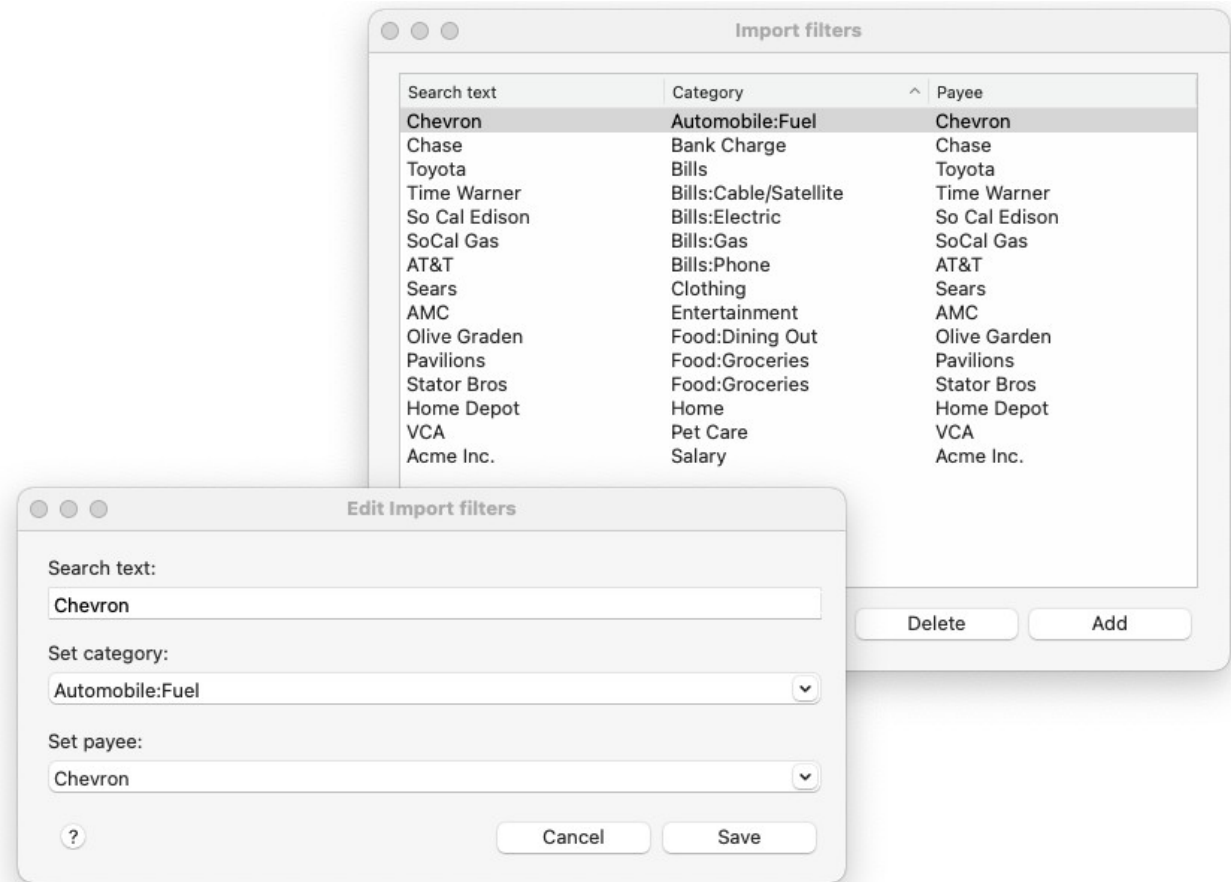 Import filters
Search text Category Payee
Chevron Automobile:Fuel Chevron
Chase Bank Charge Chase
Toyota Bills Toyota
Time Warner Bills:Cable/Satellite Time Warner
So Cal Edison Bills:Electric So Cal Edison
SoCal Gas Bills:Gas SoCal Gas
AT&T Bills:Phone AT&T
Sears Clothing Sears
AMC Entertainment AMC
Olive Graden Food:Dining Out Olive Garden
Pavilions Food:Groceries Pavilions
Stator Bros Food:Groceries Stator Bros
Home Depot Home Home Depot
VCA Pet Care VCA
Acme Inc. Salary Acme Inc.
Delete Add
Edit Import filters
Search text:
Chevron
Set category:
Automobile:Fuel
Set payee:
Chevron
? Cancel Save